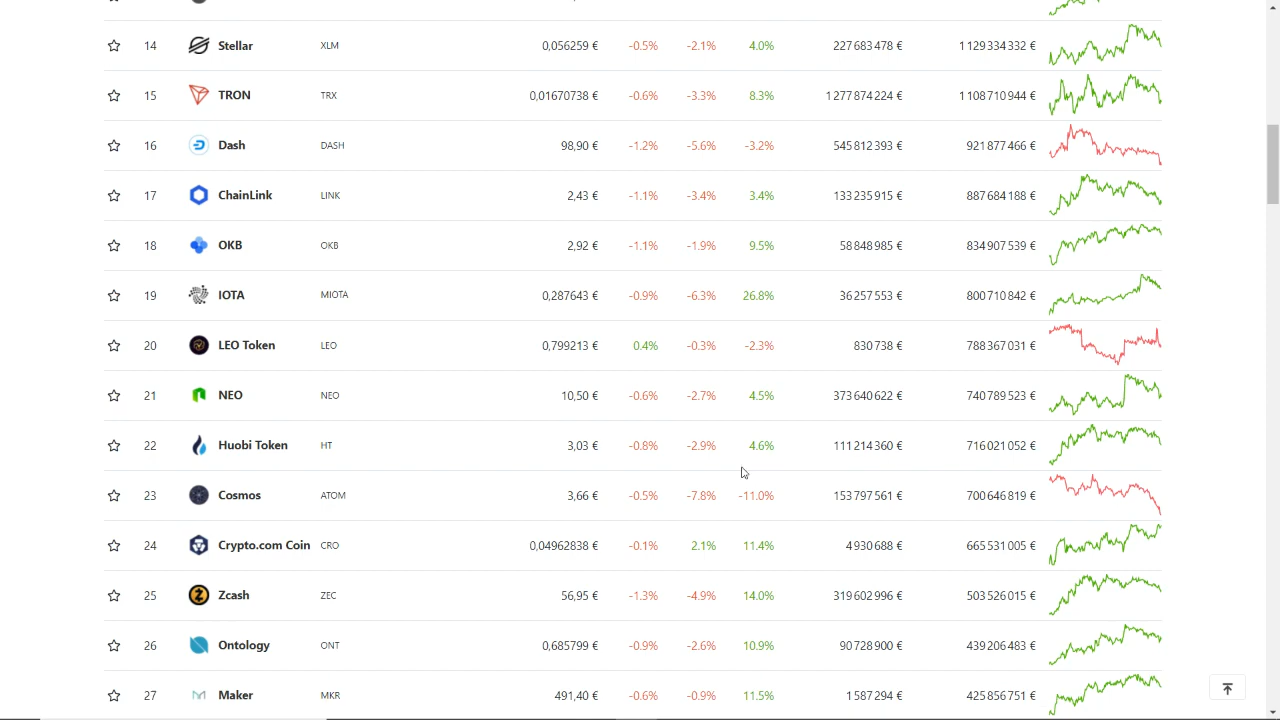 14 Stellar XLM 0,056259 € -0.5% -2.1% 4.0% 227 683 478 € 1 129 334 332 €
15 TRON TRX 0,01670738 € -0.6% -3.3% 8.3% 1 277 874 224 € 1 108 710 944 €
16 Dash DASH 98,90 € -1.2% -5.6% -3.2% 545 812 393 € 921 877 466 €
17 ChainLink LINK 2,43 € -1.1% -3.4% 3.4% 133 235 915 € 887 684 188 €
18 OKB OKB 2,92 € -1.1% -1.9% 9.5% 58 848 985 € 834 907 539 €
19 IOTA MIOTA 0,287643 € -0.9% -6.3% 26.8% 36 257 553 € 800 710 842 €
20 LEO Token LEO 0,799213 € 0.4% -0.3% -2.3% 830 738 € 788 367 031 €
21 NEO NEO 10,50 € -0.6% -2.7% 4.5% 373 640 622 € 740 789 523 €
22 Huobi Token HT 3,03 € -0.8% -2.9% 4.6% 111 214 360 € 716 021 052 €
23 Cosmos ATOM 3,66 € -0.5% -7.8% -11.0% 153 797 561 € 700 646 819 €
24 Crypto.com Coin CRO 0,04962838 € -0.1% 2.1% 11.4% 4 930 688 € 665 531 005 €
25 Zcash ZEC 56,95 € -1.3% -4.9% 14.0% 319 602 996 € 503 526 015 €
26 Ontology ONT 0,685799 € -0.9% -2.6% 10.9% 90 728 900 € 439 206 483 €
27 Maker MKR 491,40 € -0.6% -0.9% 11.5% 1 587 294 € 425 856 751 €